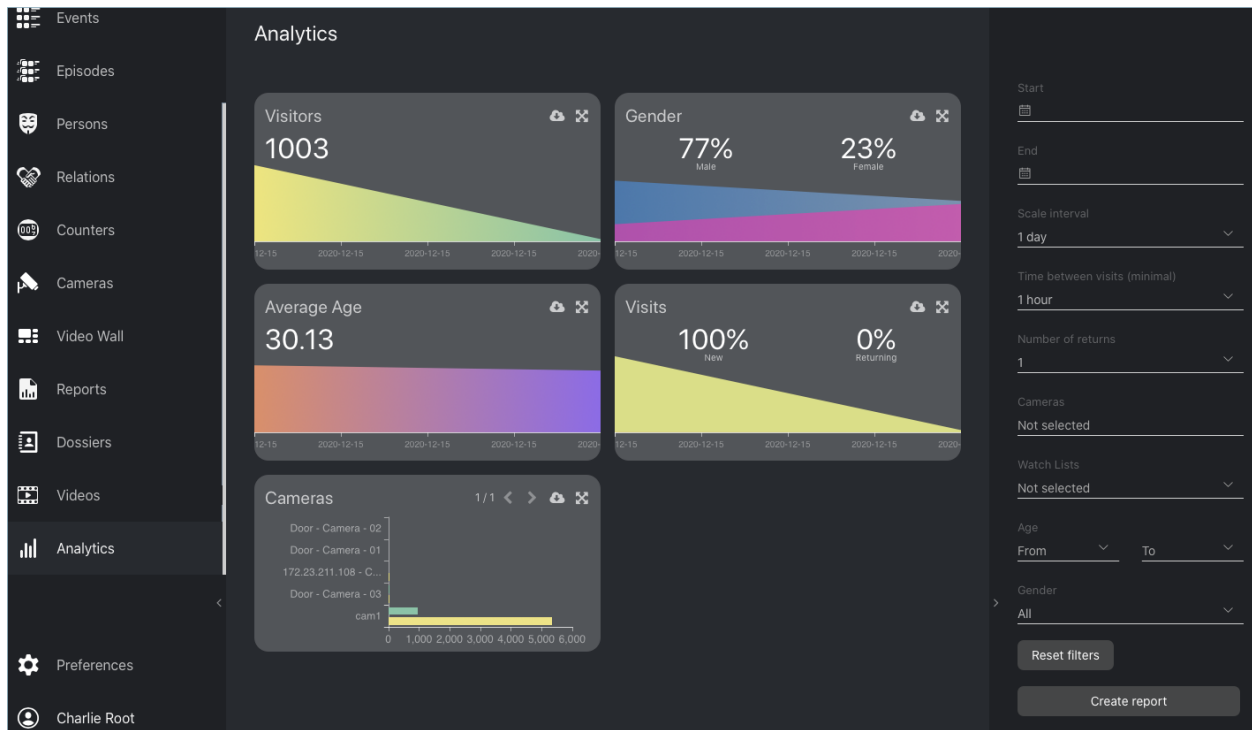 Events
Episodes
Persons
Relations
Counters
Cameras
Video Wall
Reports
Dossiers
Videos
Analytics
Preferences
Charlie Root
Analytics
Visitors
1003
12-15 2020-12-15 2020-12-15 2020-12-15 2020-
Gender
77% 23%
Male Female
12-15 2020-12-15 2020-12-15 2020-12-15 2020-
Average Age
30.13
12-15 2020-12-15 2020-12-15 2020-12-15 2020-
Visits
100% 0%
New Returning
12-15 2020-12-15 2020-12-15 2020-12-15 2020-
Cameras 1/1
Door - Camera - 02
Door - Camera - 01
172.23.211.108 - C...
Door - Camera - 03
cam1
0 1,000 2,000 3,000 4,000 5,000 6,000
Start
End
Scale interval
1 day
Time between visits (minimal)
1 hour
Number of returns
1
Cameras
Not selected
Watch Lists
Not selected
Age
From To
Gender
All
Reset filters
Create report